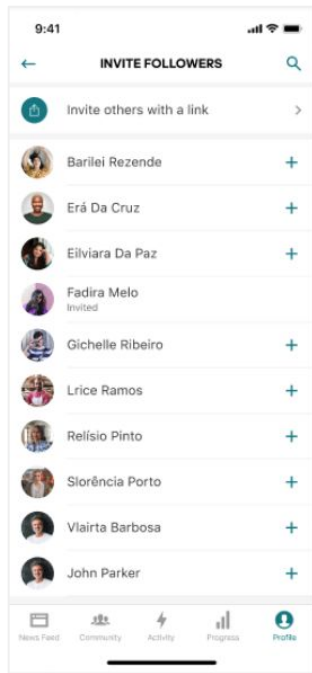 9:41
INVITE FOLLOWERS
Invite others with a link
Barilei Rezende
Erá Da Cruz
Eilviara Da Paz
Fadira Melo
Invited
Gichelle Ribeiro
Lrice Ramos
Relísio Pinto
Slorência Porto
Vlairta Barbosa
John Parker
News Feed Community Activity Progress Profile